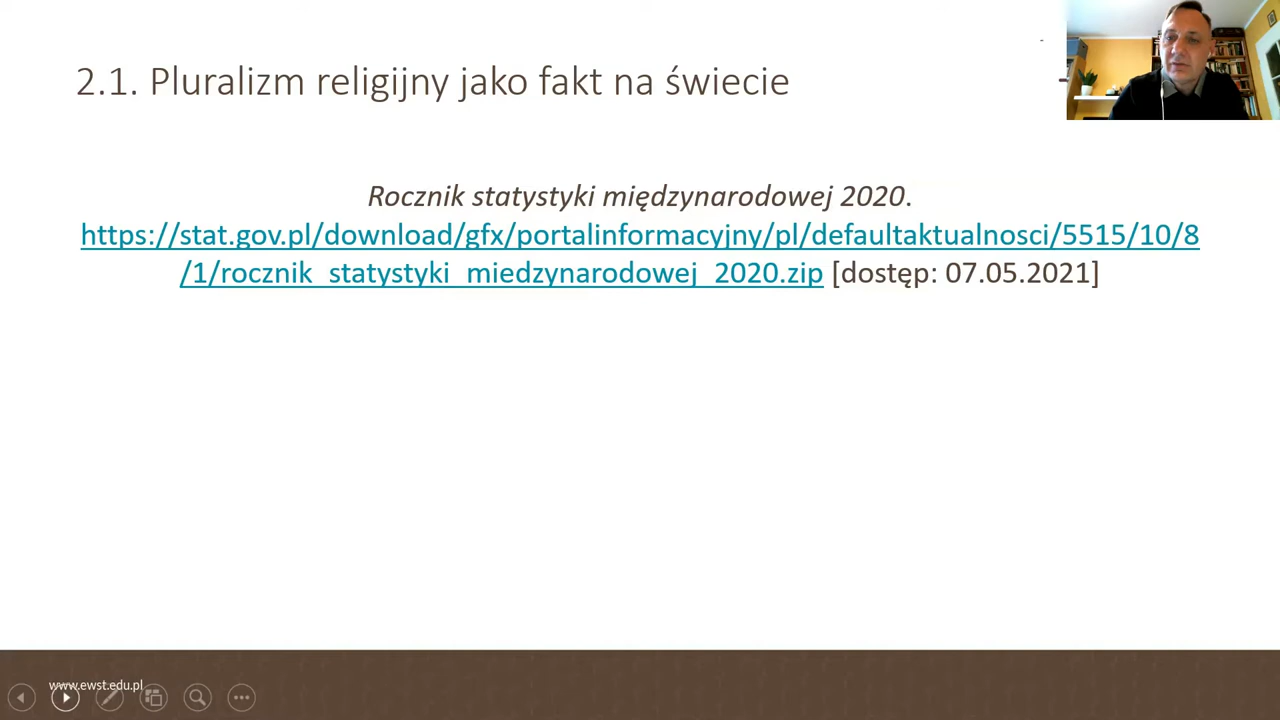 2.1. Pluralizm religijny jako fakt na świecie
Rocznik statystyki międzynarodowej 2020.
https://stat.gov.pl/download/gfx/portalinformacyjny/pl/defaultaktualnosci/5515/10/8
/1/rocznik_statystyki_miedzynarodowej_2020.zip [dostęp: 07.05.2021]
www.ewst.edu.pl